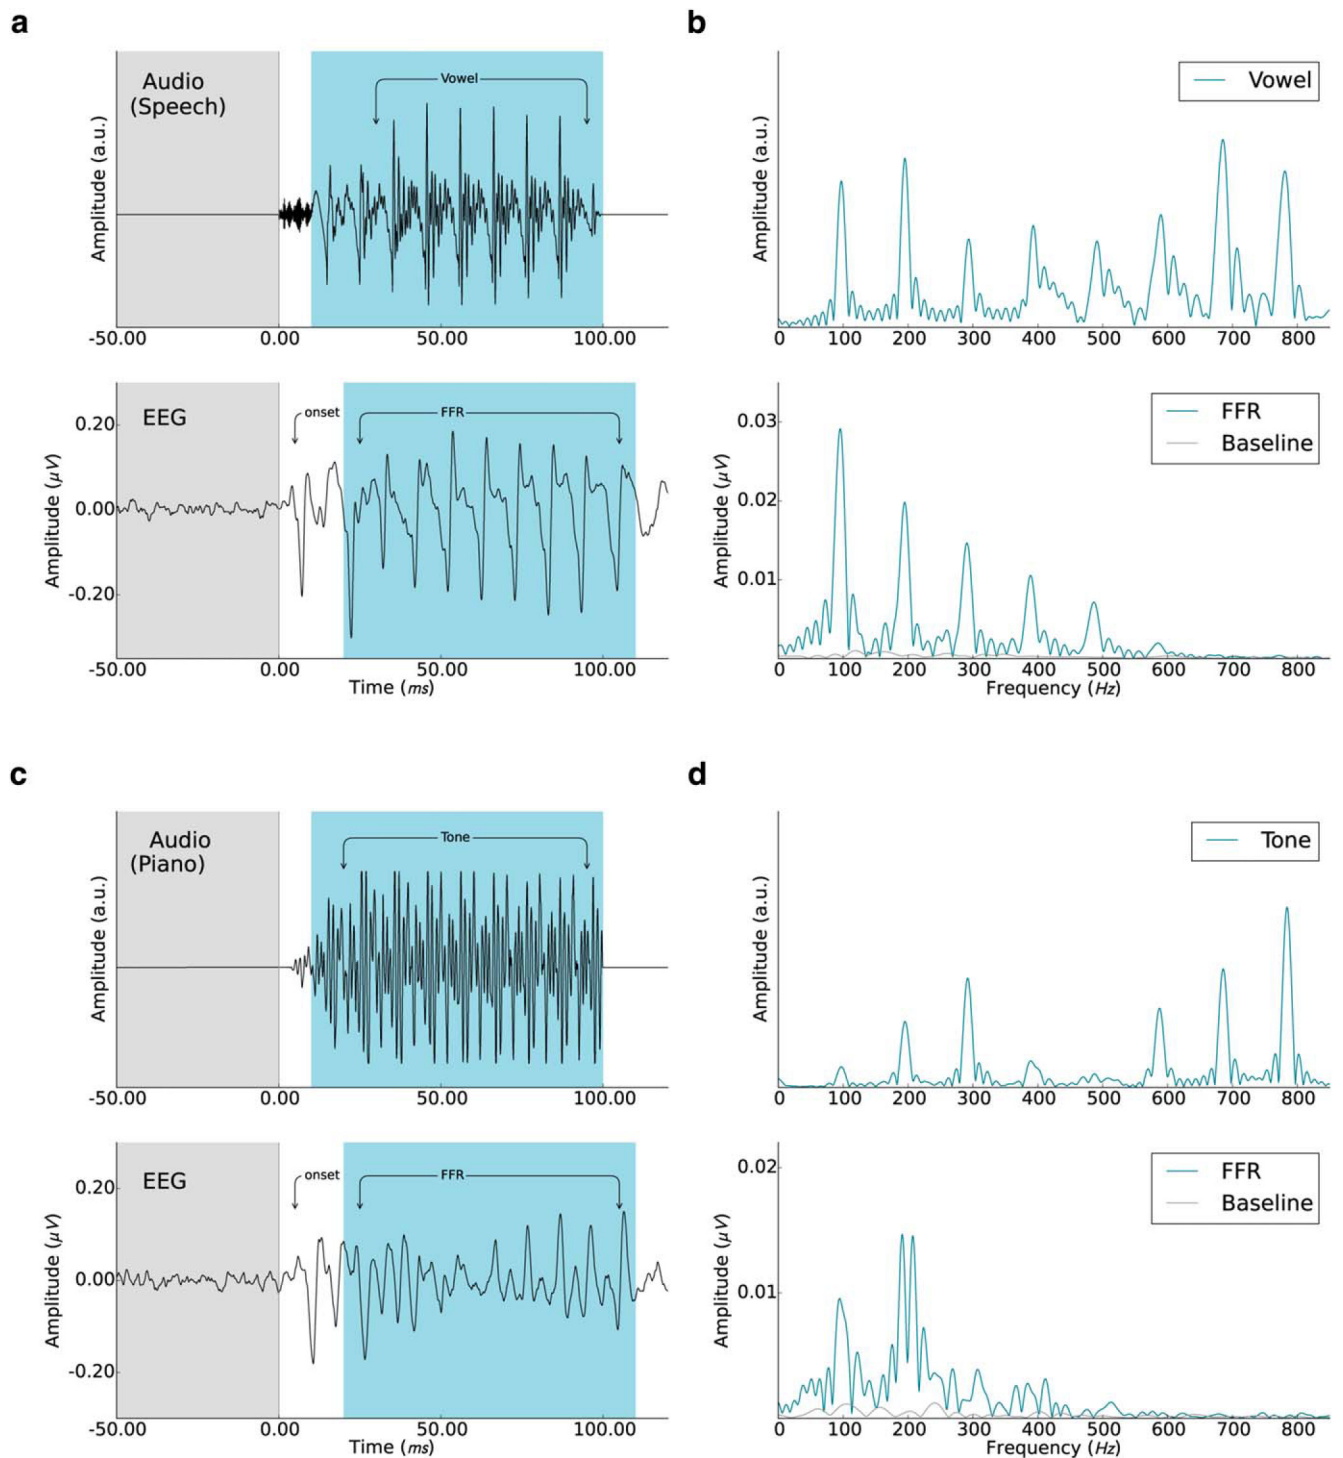 a
Audio
(Speech)
Vowel
Amplitude (a.u.)
-50.00 0.00 50.00 100.00
EEG
onset
FFR
0.20
0.00
-0.20
Amplitude (μV)
-50.00 0.00 50.00 100.00
Time (ms)
b
Vowel
Amplitude (a.u.)
0 100 200 300 400 500 600 700 800
FFR
Baseline
0.03
0.02
0.01
Amplitude (μV)
0 100 200 300 400 500 600 700 800
Frequency (Hz)
c
Audio
(Piano)
Tone
Amplitude (a.u.)
-50.00 0.00 50.00 100.00
EEG
onset
FFR
0.20
0.00
-0.20
Amplitude (μV)
-50.00 0.00 50.00 100.00
Time (ms)
d
Tone
Amplitude (a.u.)
0 100 200 300 400 500 600 700 800
FFR
Baseline
0.02
0.01
Amplitude (μV)
0 100 200 300 400 500 600 700 800
Frequency (Hz)